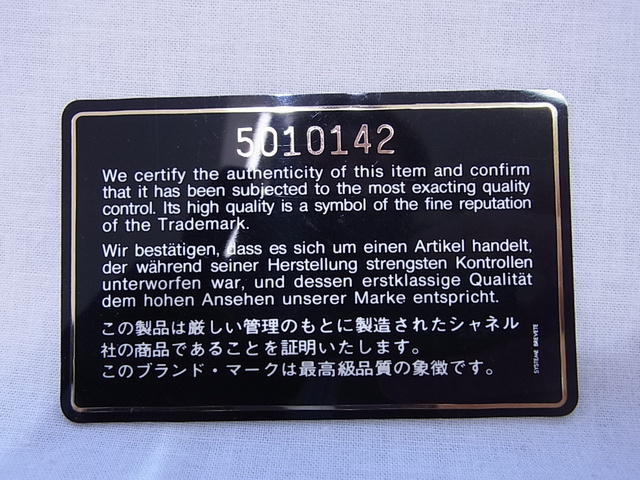 5010142
We certify the authenticity of this item and confirm
that it has been subjected to the most exacting quality
control. Its high quality is a symbol of the fine reputation
of the Trademark.
Wir bestätigen, dass es sich um einen Artikel handelt,
der während seiner Herstellung strengsten Kontrollen
unterworfen war, und dessen erstklassige Qualität
dem hohen Ansehen unserer Marke entspricht.
この製品は厳しい管理のもとに製造されたシャネル
社の商品であることを証明いたします。
このブランド・マークは最高級品質の象徴です。
SYSTEME BREVETE